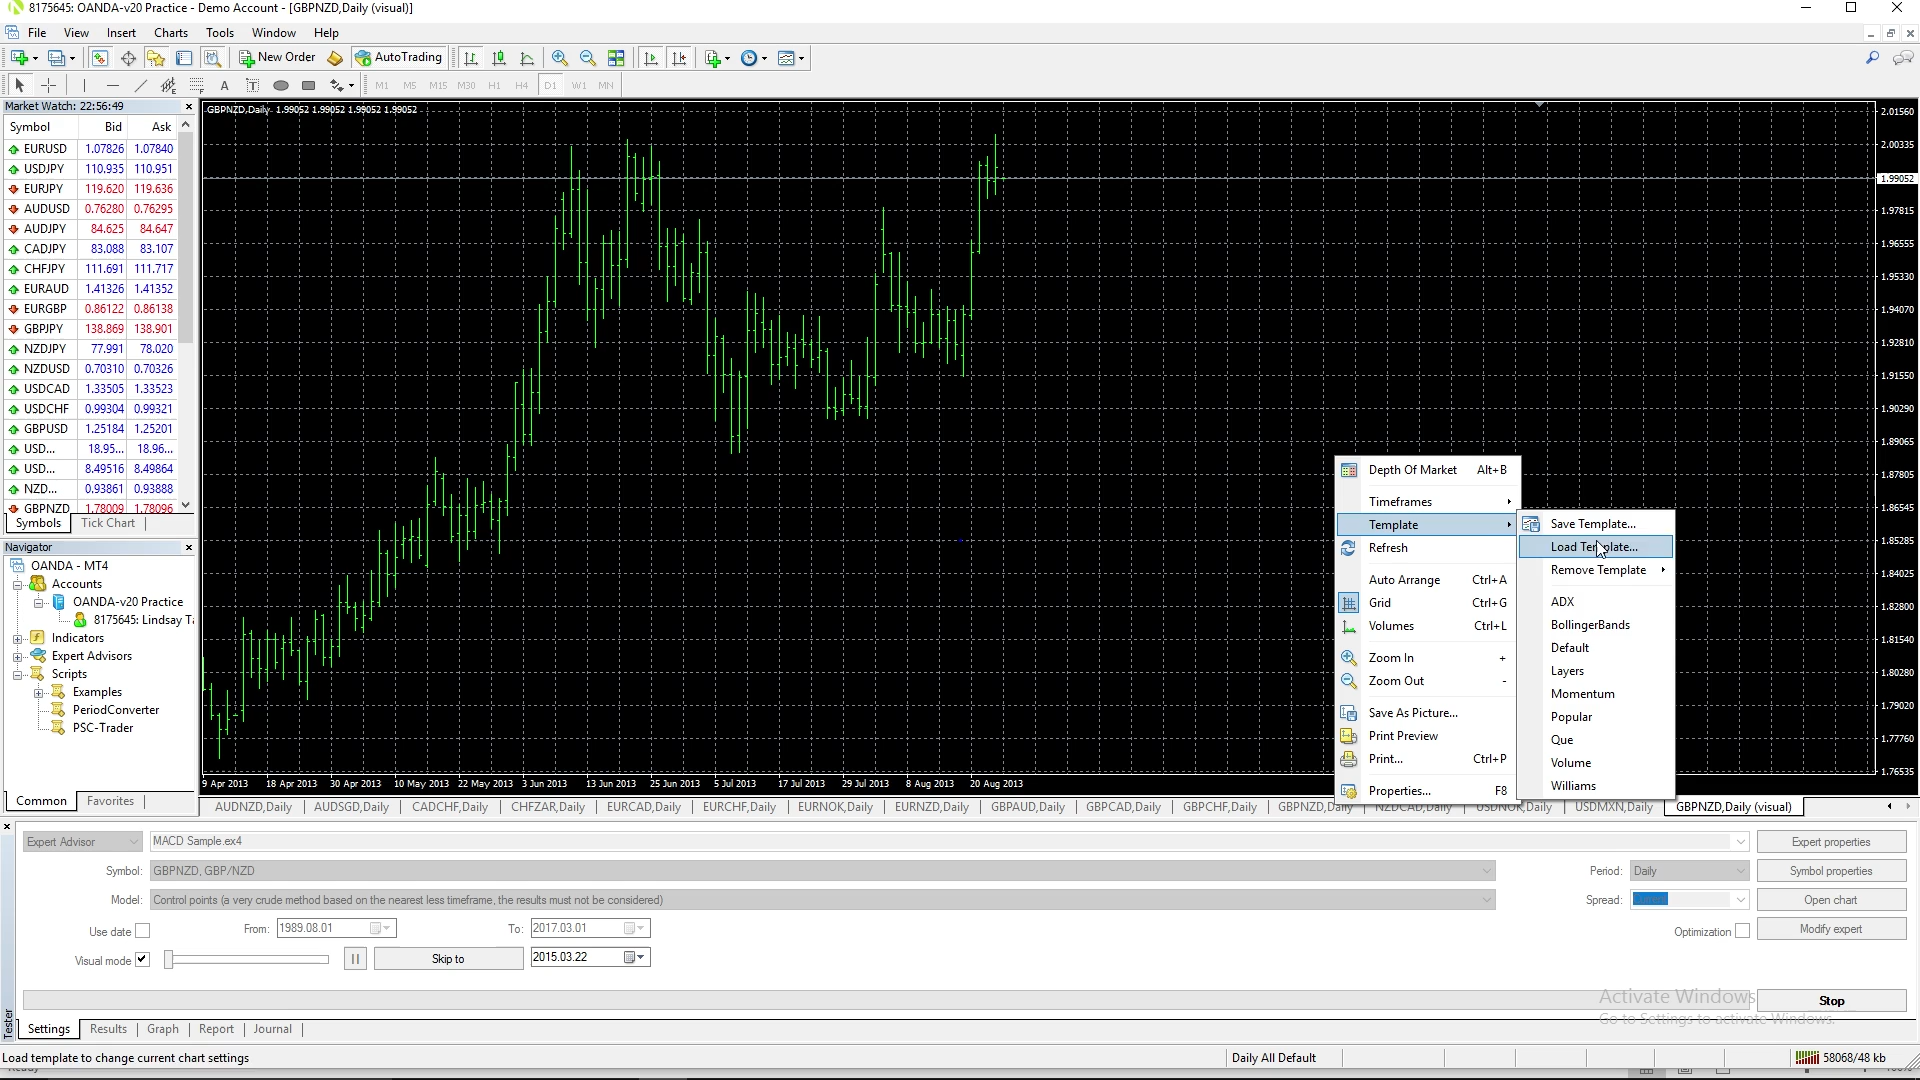 8175645: OANDA-v20 Practice - Demo Account - [GBPNZD,Daily (visual)]
File View Insert Charts Tools Window Help
New Order AutoTrading
A T M1 M5 M15 M30 H1 H4 D1 W1 MN
Market Watch: 22:56:49
Symbol Bid Ask
EURUSD 1.07826 1.07840
USDJPY 110.935 110.951
EURJPY 119.620 119.636
AUDUSD 0.76280 0.76295
AUDJPY 84.625 84.647
CADJPY 83.088 83.107
CHFJPY 111.691 111.717
EURAUD 1.41326 1.41352
EURGBP 0.86122 0.86138
GBPJPY 138.869 138.901
NZDJPY 77.991 78.020
NZDUSD 0.70310 0.70326
USDCAD 1.33505 1.33523
USDCHF 0.99304 0.99321
GBPUSD 1.25184 1.25201
USD... 18.95... 18.96...
USD... 8.49516 8.49864
NZD... 0.93861 0.93888
GBPNZD 1.78009 1.78096
Symbols Tick Chart
Navigator
OANDA - MT4
Accounts
OANDA-v20 Practice
8175645: Lindsay
Indicators
Expert Advisors
Scripts
Examples
PeriodConverter
PSC-Trader
Common Favorites
GBPNZD,Daily 1.99052 1.99052 1.99052 1.99052
2.01560
2.00335
1.99052
1.97815
1.96555
1.95330
1.94070
1.92810
1.91550
1.90290
1.89065
1.87805
1.86545
1.85285
1.84025
1.82800
1.81540
1.80280
1.79020
1.77760
1.76535
9 Apr 2013 18 Apr 2013 30 Apr 2013 10 May 2013 22 May 2013 3 Jun 2013 13 Jun 2013 25 Jun 2013 5 Jul 2013 17 Jul 2013 29 Jul 2013 8 Aug 2013 20 Aug 2013
Depth Of Market Alt+B
Timeframes
Template
Refresh
Auto Arrange Ctrl+A
Grid Ctrl+G
Volumes Ctrl+L
Zoom In +
Zoom Out -
Save As Picture...
Print Preview
Print... Ctrl+P
Properties... F8
Save Template...
Load Template...
Remove Template
ADX
BollingerBands
Default
Layers
Momentum
Popular
Que
Volume
Williams
AUDNZD,Daily AUDSGD,Daily CADCHF,Daily CHFZAR,Daily EURCAD,Daily EURCHF,Daily EURNOK,Daily EURNZD,Daily GBPAUD,Daily GBPCAD,Daily GBPCHF,Daily GBPNZD,Daily NZDCAD,Daily USDNOK,Daily USDMXN,Daily GBPNZD,Daily (visual)
Expert Advisor MACD Sample.ex4 Expert properties
Symbol: GBPNZD, GBP/NZD Period: Daily Symbol properties
Model: Control points (a very crude method based on the nearest less timeframe, the results must not be considered) Spread: Open chart
Use date From: 1989.08.01 To: 2017.03.01 Optimization Modify expert
Visual mode Skip to 2015.03.22
Activate Windows
Stop
Go to Settings to activate Windows.
Tester
Settings Results Graph Report Journal
Load template to change current chart settings Daily All Default 58068/48 kb